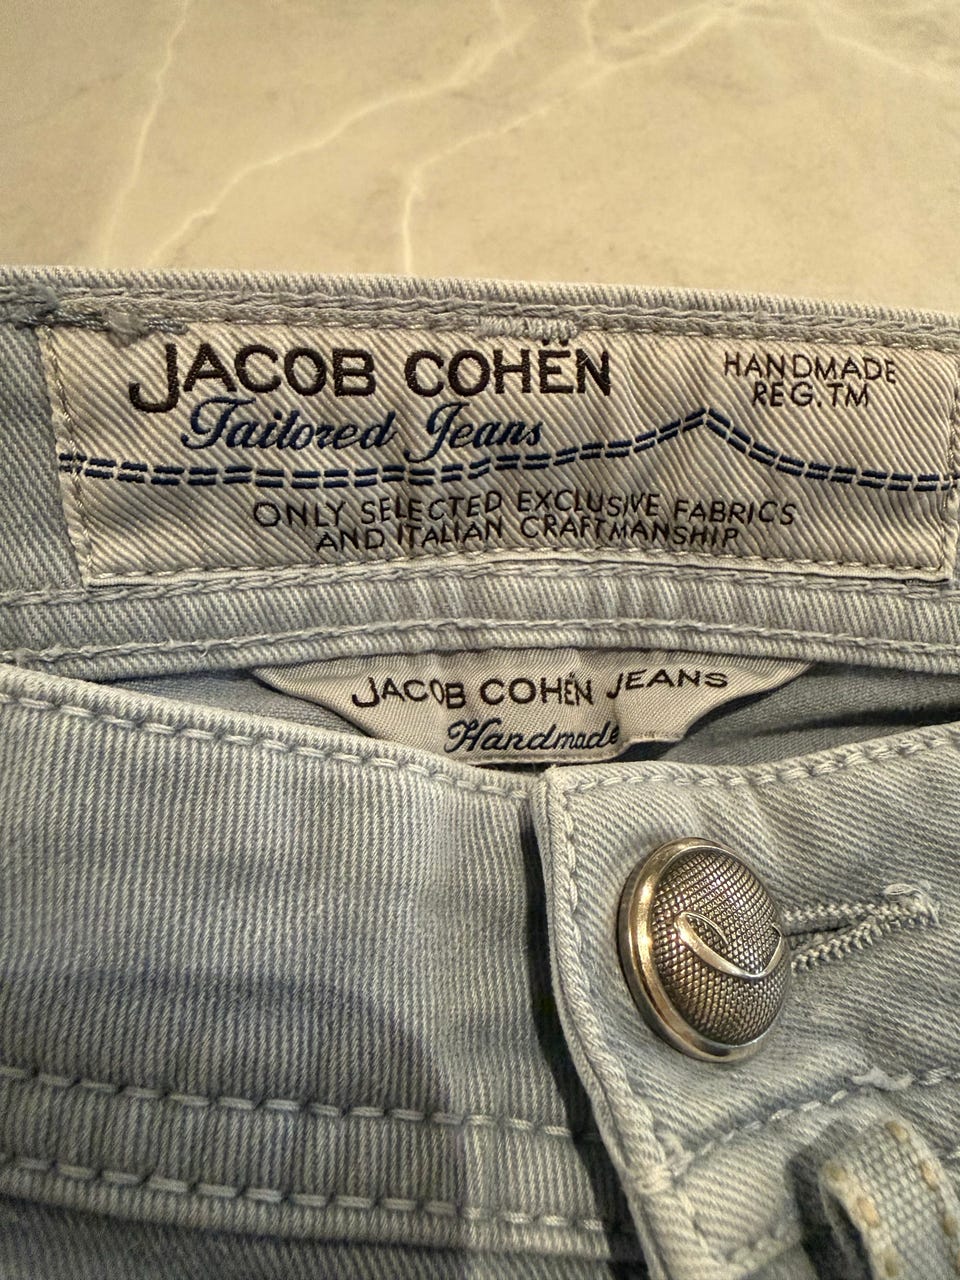 JACOB COHËN
HANDMADE
REG.TM
Tailored Jeans
ONLY SELECTED EXCLUSIVE FABRICS
AND ITALIAN CRAFTMANSHIP
JACOB COHËN JEANS
Handmade